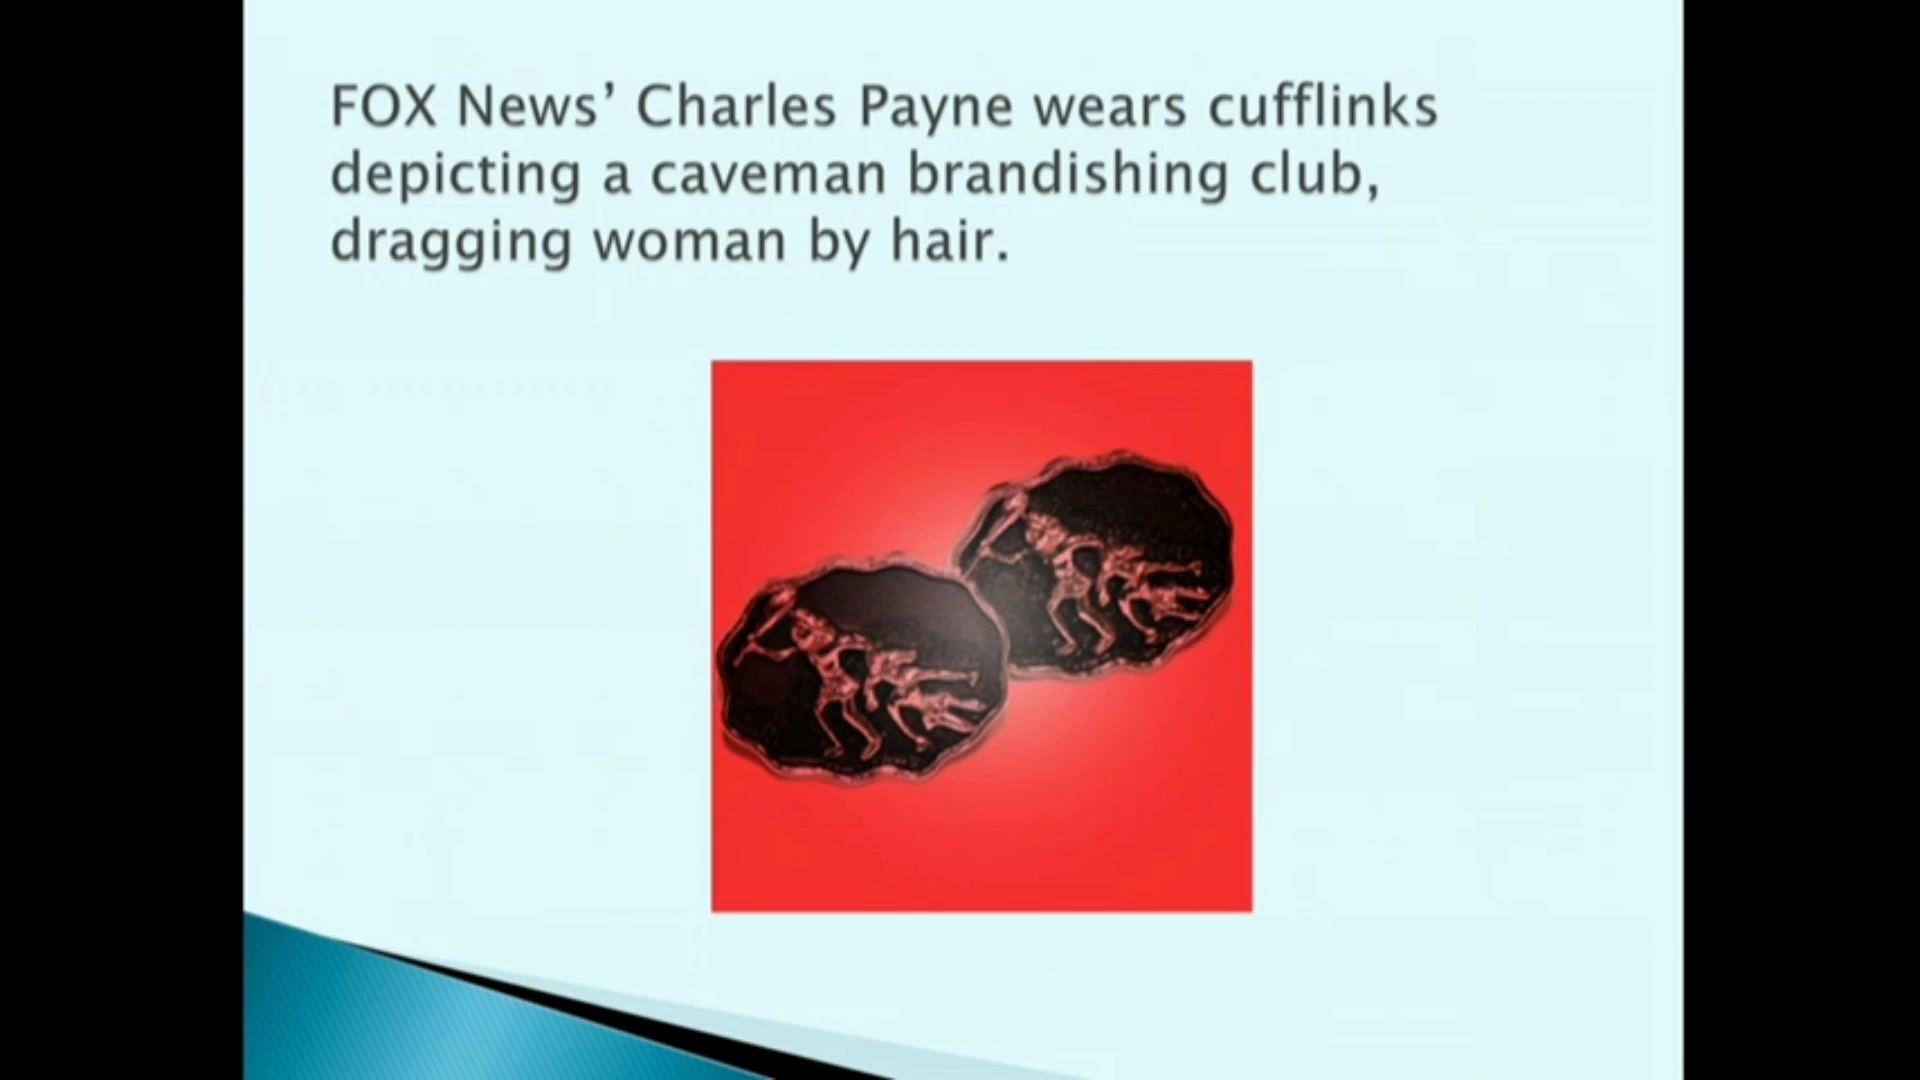 FOX News’ Charles Payne wears cufflinks
depicting a caveman brandishing club,
dragging woman by hair.